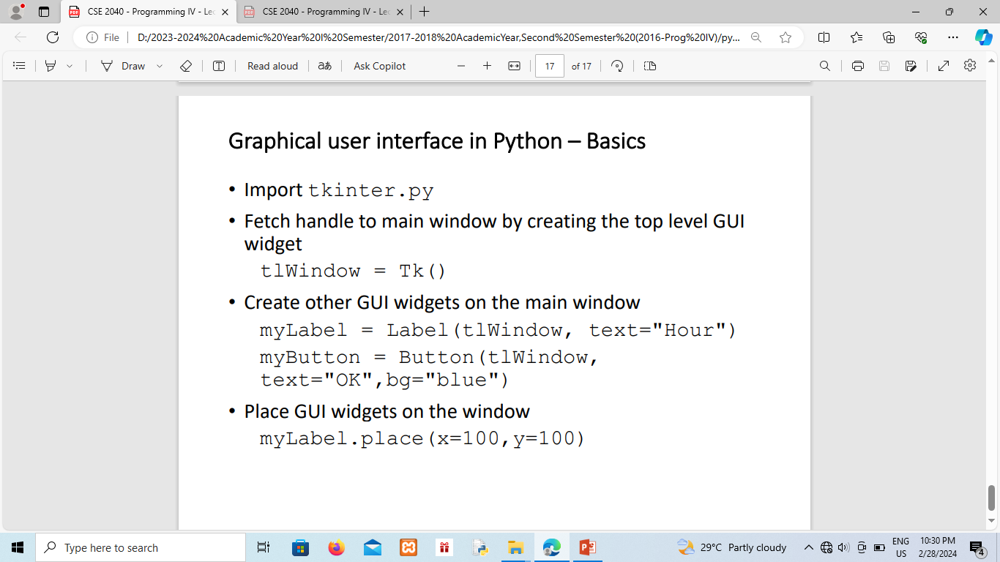 CSE 2040 - Programming IV - Lec
CSE 2040 - Programming IV - Lec
File
D:/2023-2024%20Academic%20Year%20I%20Semester/2017-2018%20AcademicYear,Second%20Semester%20(2016-Prog%20IV)/py...
Draw
Read aloud
aあ
Ask Copilot
17
of 17
Graphical user interface in Python – Basics
• Import tkinter.py
• Fetch handle to main window by creating the top level GUI
widget
tlWindow = Tk()
• Create other GUI widgets on the main window
myLabel = Label(tlWindow, text="Hour")
myButton = Button(tlWindow,
text="OK",bg="blue")
• Place GUI widgets on the window
myLabel.place(x=100,y=100)
Type here to search
29°C Partly cloudy
ENG
US
10:30 PM
2/28/2024
4